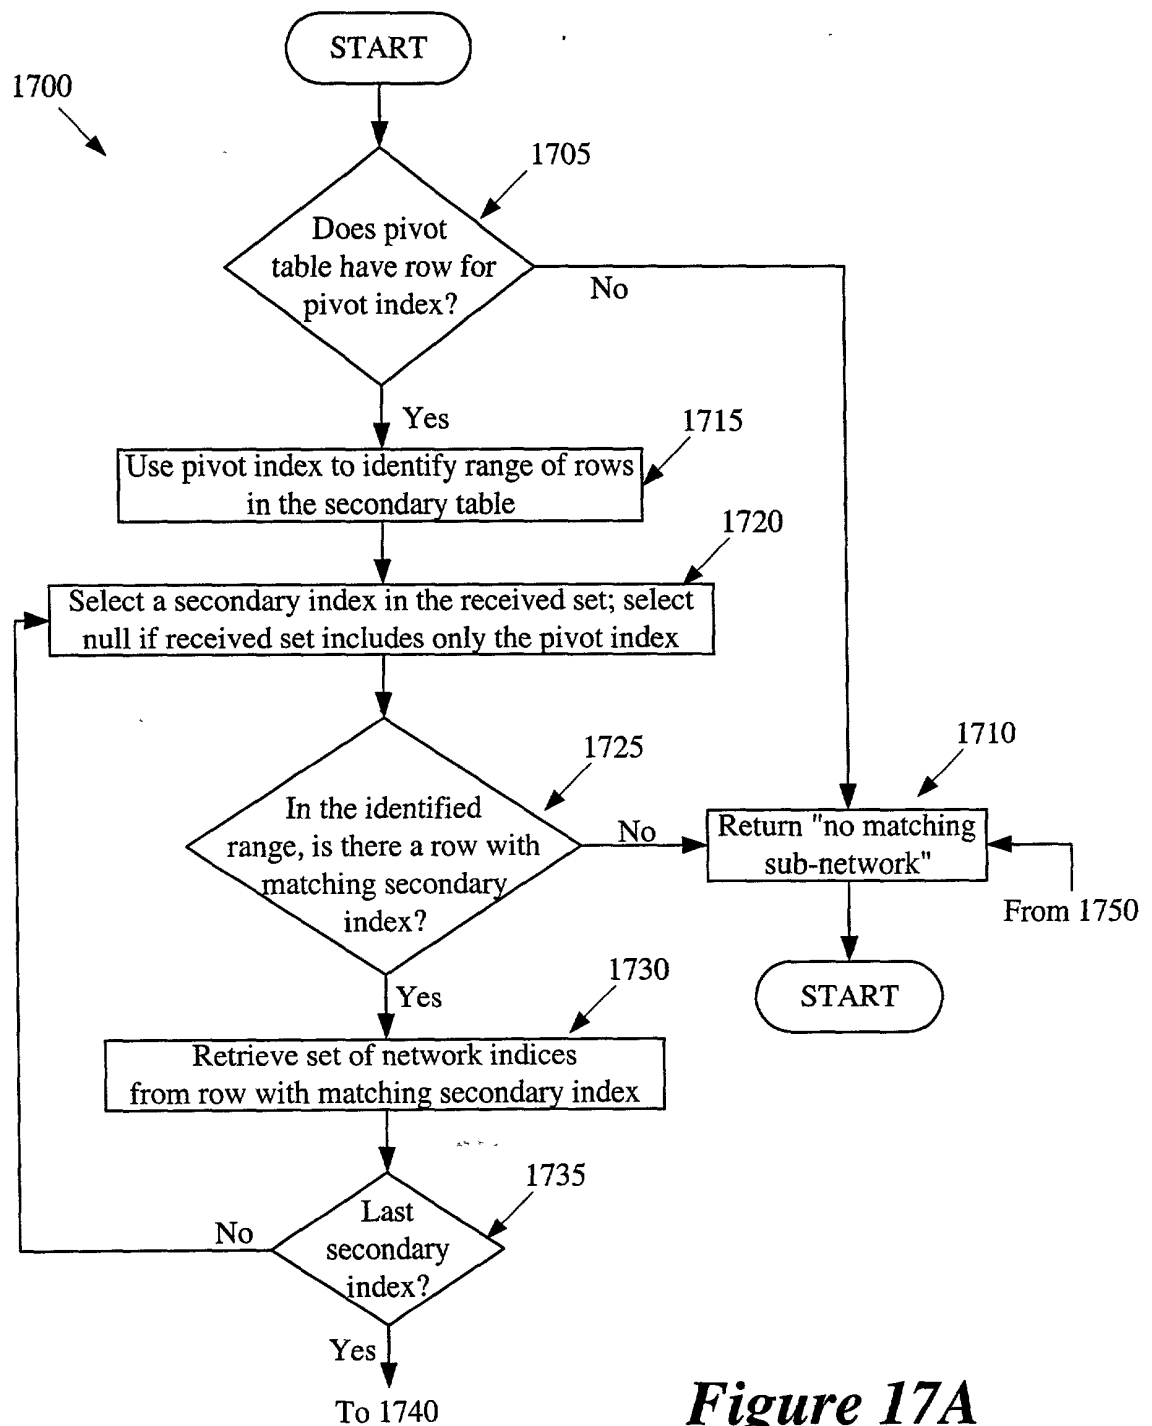 START
1700
1705
Does pivot
table have row for
pivot index?
No
Yes
1715
Use pivot index to identify range of rows
in the secondary table
1720
Select a secondary index in the received set; select
null if received set includes only the pivot index
1725
In the identified
range, is there a row with
matching secondary
index?
No
1710
Return "no matching
sub-network"
From 1750
START
Yes
1730
Retrieve set of network indices
from row with matching secondary index
1735
Last
secondary
index?
No
Yes
To 1740
Figure 17A